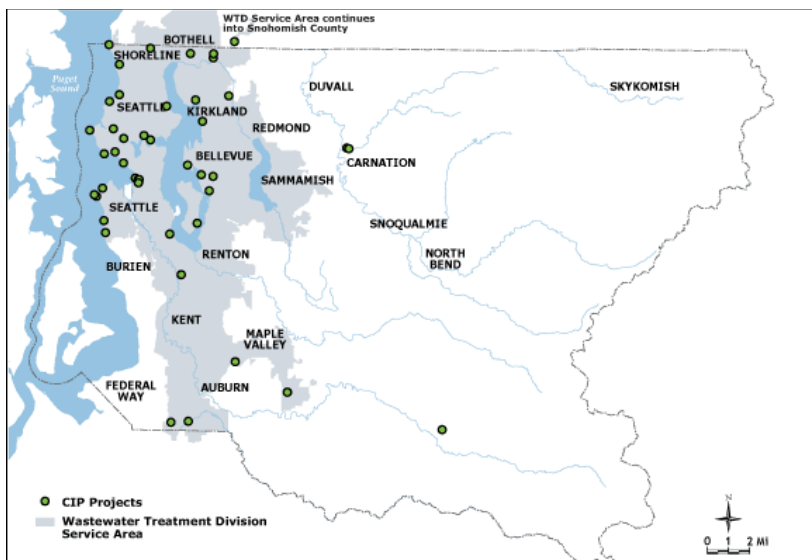 WTD Service Area continues
into Snohomish County
BOTHELL
SHORELINE
Puget
Sound
DUVALL
SKYKOMISH
SEATTLE
KIRKLAND
REDMOND
BELLEVUE
CARNATION
SAMMAMISH
SEATTLE
SNOQUALMIE
NORTH
BEND
RENTON
BURIEN
KENT
MAPLE
VALLEY
FEDERAL
WAY
AUBURN
CIP Projects
Wastewater Treatment Division
Service Area
N
0 1 2 MI